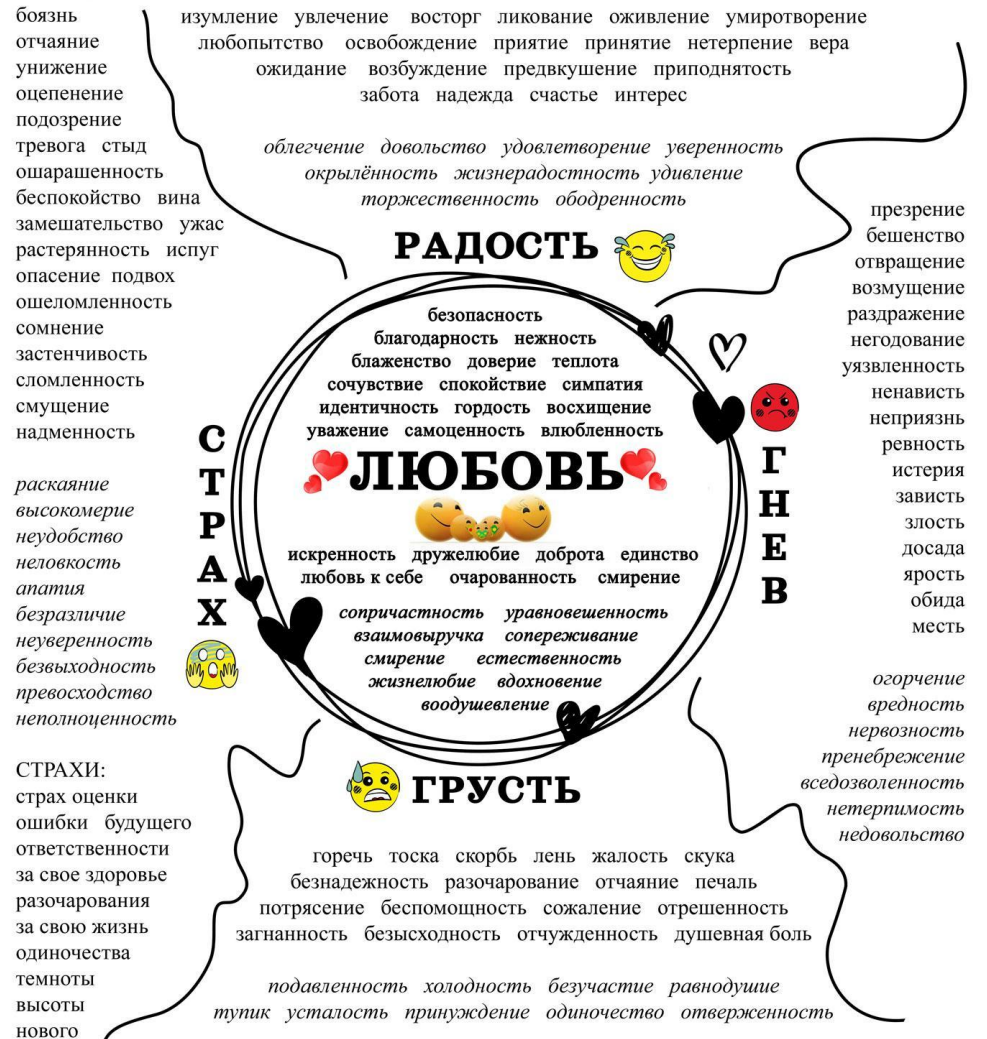 изумление увлечение восторг ликование оживление умиротворение
любопытство освобождение приятие принятие нетерпение вера
ожидание возбуждение предвкушение приподнятость
забота надежда счастье интерес
облегчение довольство удовлетворение уверенность
окрылённость жизнерадостность удивление
торжественность ободренность
РАДОСТЬ
боязнь
отчаяние
унижение
оцепенение
подозрение
тревога стыд
ошарашенность
беспокойство вина
замешательство ужас
растерянность испуг
опасение подвох
ошеломленность
сомнение
застенчивость
сломленность
смущение
надменность
раскаяние
высокомерие
неудобство
неловкость
апатия
безразличие
неуверенность
безвыходность
превосходство
неполноценность
СТРАХИ:
страх оценки
ошибки будущего
ответственности
за свое здоровье
разочарования
за свою жизнь
одиночества
темноты
высоты
нового
СТРАХ
безопасность
благодарность нежность
блаженство доверие теплота
сочувствие спокойствие симпатия
идентичность гордость восхищение
уважение самоценность влюбленность
ЛЮБОВЬ
искренность дружелюбие доброта единство
любовь к себе очарованность смирение
сопричастность уравновешенность
взаимовыручка сопереживание
смирение естественность
жизнелюбие вдохновение
воодушевление
ГНЕВ
презрение
бешенство
отвращение
возмущение
раздражение
негодование
уязвленность
ненависть
неприязнь
ревность
истерия
зависть
злость
досада
ярость
обида
месть
огорчение
вредность
нервозность
пренебрежение
вседозволенность
нетерпимость
недовольство
ГРУСТЬ
горечь тоска скорбь лень жалость скука
безнадежность разочарование отчаяние печаль
потрясение беспомощность сожаление отрешенность
загнанность безысходность отчужденность душевная боль
подавленность холодность безучастие равнодушие
тупик усталость принуждение одиночество отверженность